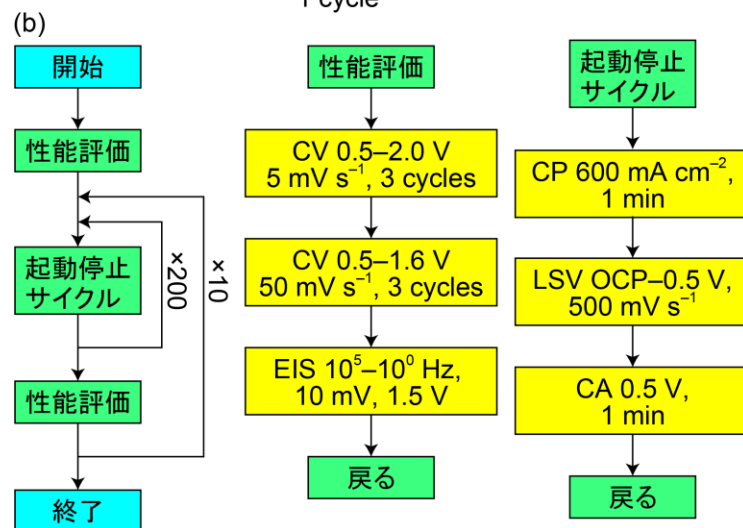 1 cycle
(b)
開始
性能評価
起動停止
サイクル
×200
×10
性能評価
終了
性能評価
CV 0.5–2.0 V
5 mV s⁻¹, 3 cycles
CV 0.5–1.6 V
50 mV s⁻¹, 3 cycles
EIS 10⁵–10⁰ Hz,
10 mV, 1.5 V
戻る
起動停止
サイクル
CP 600 mA cm⁻²,
1 min
LSV OCP–0.5 V,
500 mV s⁻¹
CA 0.5 V,
1 min
戻る